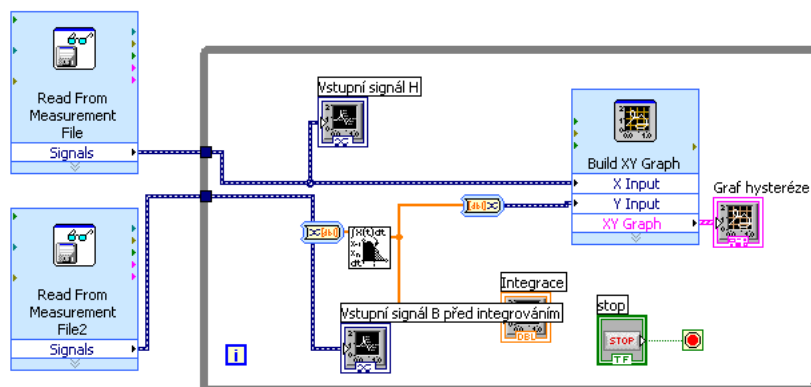 Read From
Measurement
File
Signals
Read From
Measurement
File2
Signals
Vstupní signál H
Build XY Graph
X Input
Y Input
XY Graph
Graf hysteréze
∫X(t)dt
Integrace
Vstupní signál B před integrováním
DBL
stop
STOP
TF
i